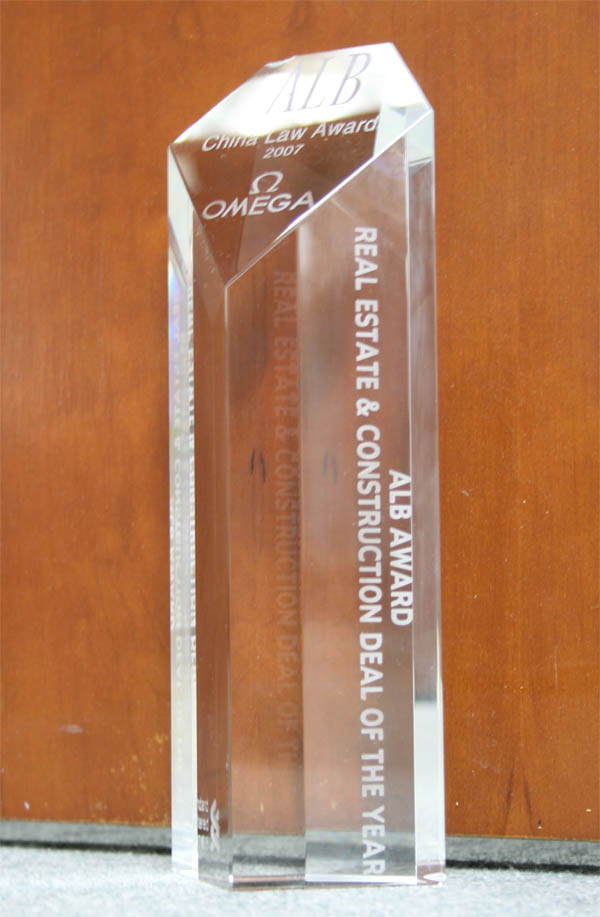 ALB
China Law Award
2007
Ω
OMEGA
ALB AWARD
REAL ESTATE & CONSTRUCTION DEAL OF THE YEAR